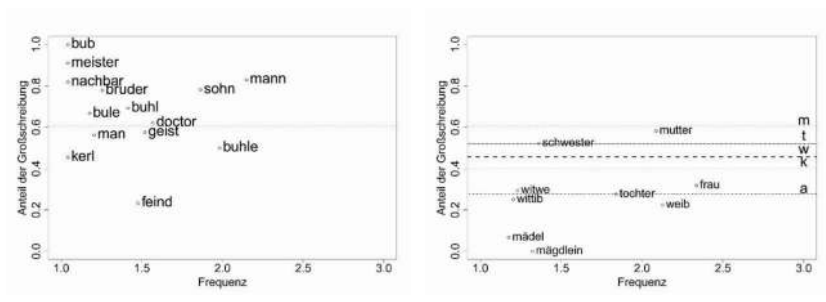 Anteil der Großschreibung
1.0
0.8
0.6
0.4
0.2
0.0
bub
meister
nachbar
bruder
sohn
mann
bule
buhl
doctor
man
geist
kerl
buhle
feind
1.0 1.5 2.0 2.5 3.0
Frequenz
Anteil der Großschreibung
1.0
0.8
0.6
0.4
0.2
0.0
m
mutter
t
schwester
w
k
frau
a
witwe
tochter
wittib
weib
mädel
mägdlein
1.0 1.5 2.0 2.5 3.0
Frequenz